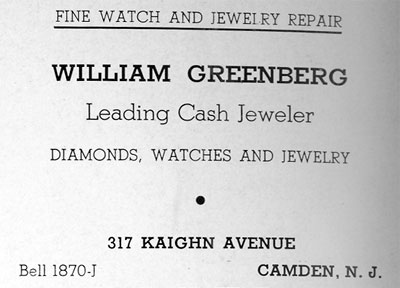 FINE WATCH AND JEWELRY REPAIR
WILLIAM GREENBERG
Leading Cash Jeweler
DIAMONDS, WATCHES AND JEWELRY
•
317 KAIGHN AVENUE
Bell 1870-J CAMDEN, N. J.